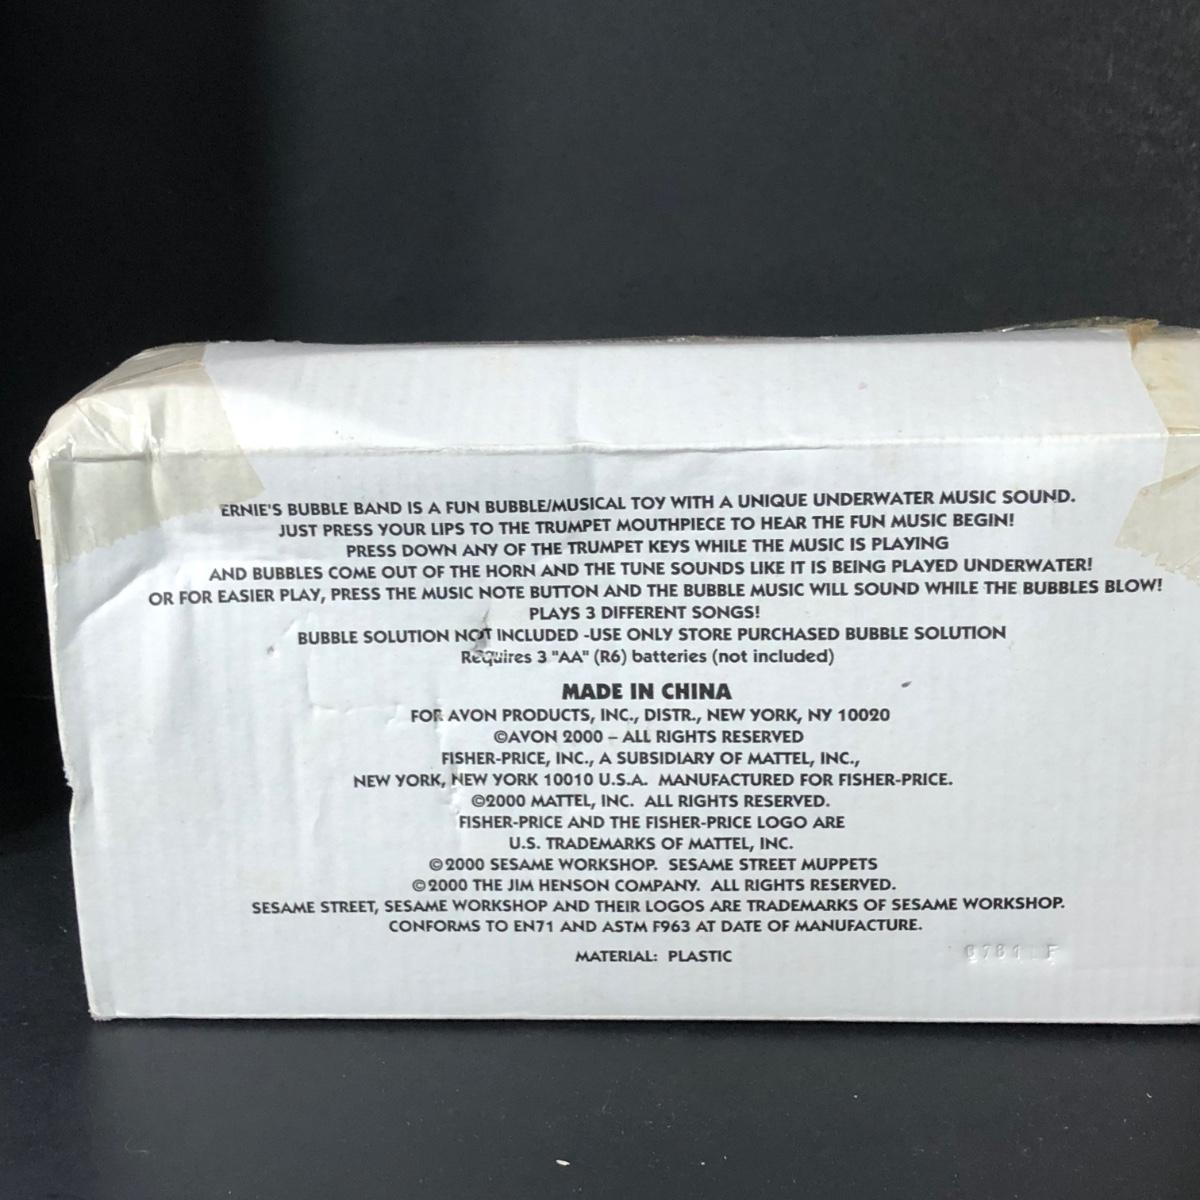 ERNIE'S BUBBLE BAND IS A FUN BUBBLE/MUSICAL TOY WITH A UNIQUE UNDERWATER MUSIC SOUND.
JUST PRESS YOUR LIPS TO THE TRUMPET MOUTHPIECE TO HEAR THE FUN MUSIC BEGIN!
PRESS DOWN ANY OF THE TRUMPET KEYS WHILE THE MUSIC IS PLAYING
AND BUBBLES COME OUT OF THE HORN AND THE TUNE SOUNDS LIKE IT IS BEING PLAYED UNDERWATER!
OR FOR EASIER PLAY, PRESS THE MUSIC NOTE BUTTON AND THE BUBBLE MUSIC WILL SOUND WHILE THE BUBBLES BLOW!
PLAYS 3 DIFFERENT SONGS!
BUBBLE SOLUTION NOT INCLUDED -USE ONLY STORE PURCHASED BUBBLE SOLUTION
Requires 3 "AA" (R6) batteries (not included)
MADE IN CHINA
FOR AVON PRODUCTS, INC., DISTR., NEW YORK, NY 10020
©AVON 2000 – ALL RIGHTS RESERVED
FISHER-PRICE, INC., A SUBSIDIARY OF MATTEL, INC.,
NEW YORK, NEW YORK 10010 U.S.A. MANUFACTURED FOR FISHER-PRICE.
©2000 MATTEL, INC. ALL RIGHTS RESERVED.
FISHER-PRICE AND THE FISHER-PRICE LOGO ARE
U.S. TRADEMARKS OF MATTEL, INC.
©2000 SESAME WORKSHOP. SESAME STREET MUPPETS
©2000 THE JIM HENSON COMPANY. ALL RIGHTS RESERVED.
SESAME STREET, SESAME WORKSHOP AND THEIR LOGOS ARE TRADEMARKS OF SESAME WORKSHOP.
CONFORMS TO EN71 AND ASTM F963 AT DATE OF MANUFACTURE.
MATERIAL: PLASTIC